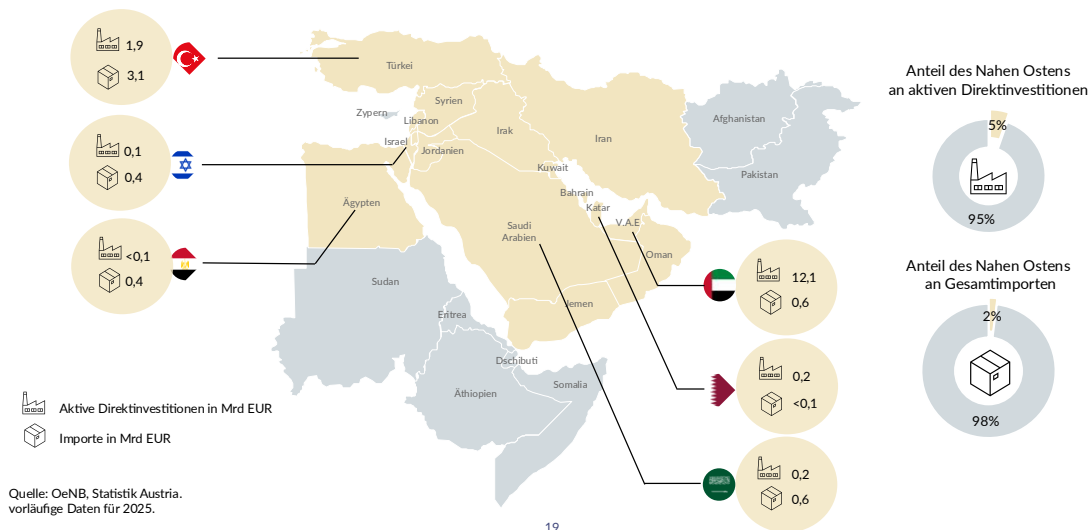 1,9
3,1
0,1
0,4
<0,1
0,4
Türkei
Zypern
Syrien
Libanon
Israel
Jordanien
Irak
Iran
Afghanistan
Pakistan
Kuwait
Bahrain
Katar
V.A.E
Ägypten
Saudi
Arabien
Oman
Jemen
Sudan
Eritrea
Dschibuti
Äthiopien
Somalia
12,1
0,6
0,2
<0,1
0,2
0,6
Anteil des Nahen Ostens
an aktiven Direktinvestitionen
5%
95%
Anteil des Nahen Ostens
an Gesamtimporten
2%
98%
Aktive Direktinvestitionen in Mrd EUR
Importe in Mrd EUR
Quelle: OeNB, Statistik Austria.
vorläufige Daten für 2025.
19